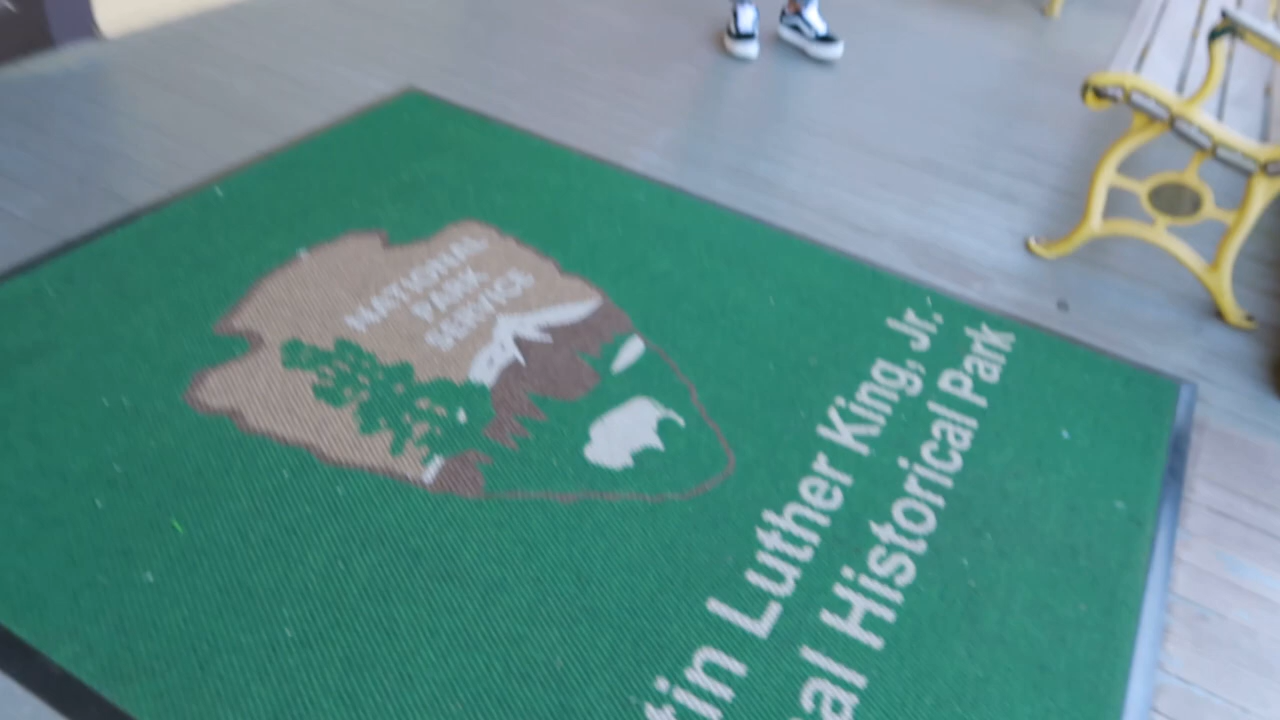 NATIONAL
PARK
SERVICE
tin Luther King, Jr.
al Historical Park